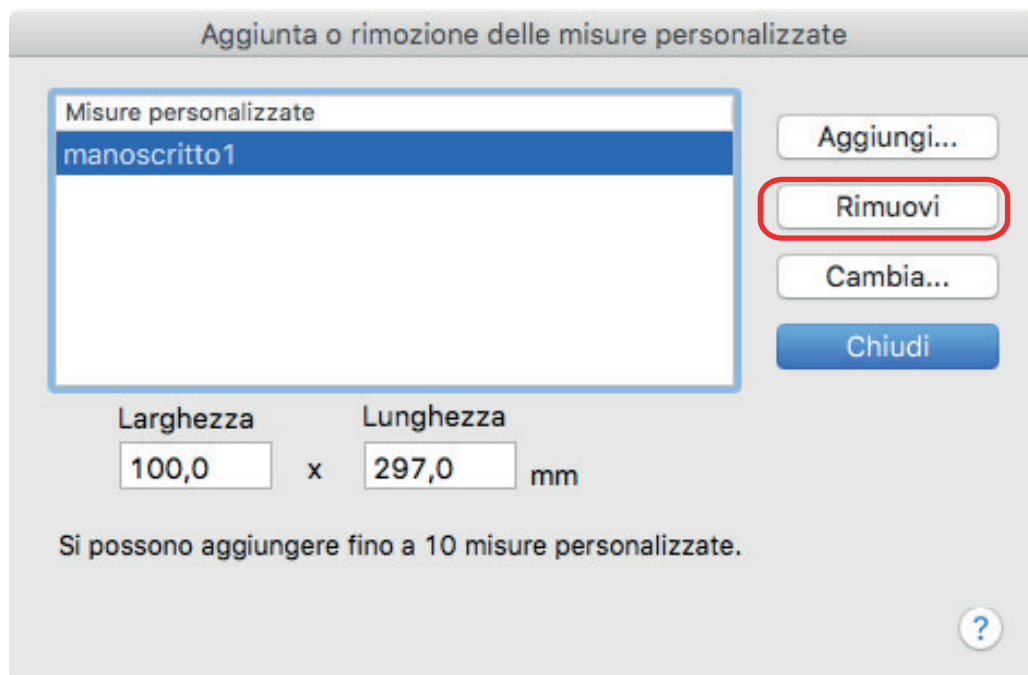 Aggiunta o rimozione delle misure personalizzate
Misure personalizzate
manoscritto1
Aggiungi...
Rimuovi
Cambia...
Chiudi
Larghezza Lunghezza
100,0 x 297,0 mm
Si possono aggiungere fino a 10 misure personalizzate.
?